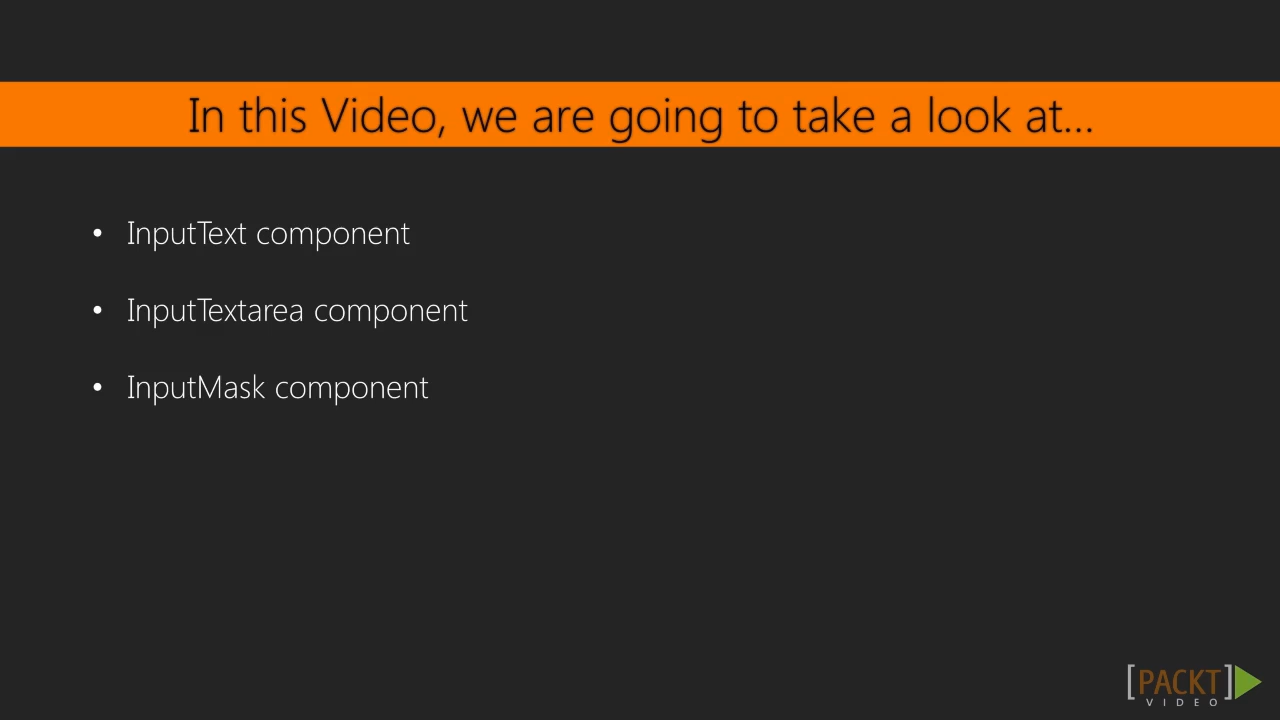 In this Video, we are going to take a look at...
• InputText component
• InputTextarea component
• InputMask component
[PACKT]
VIDEO